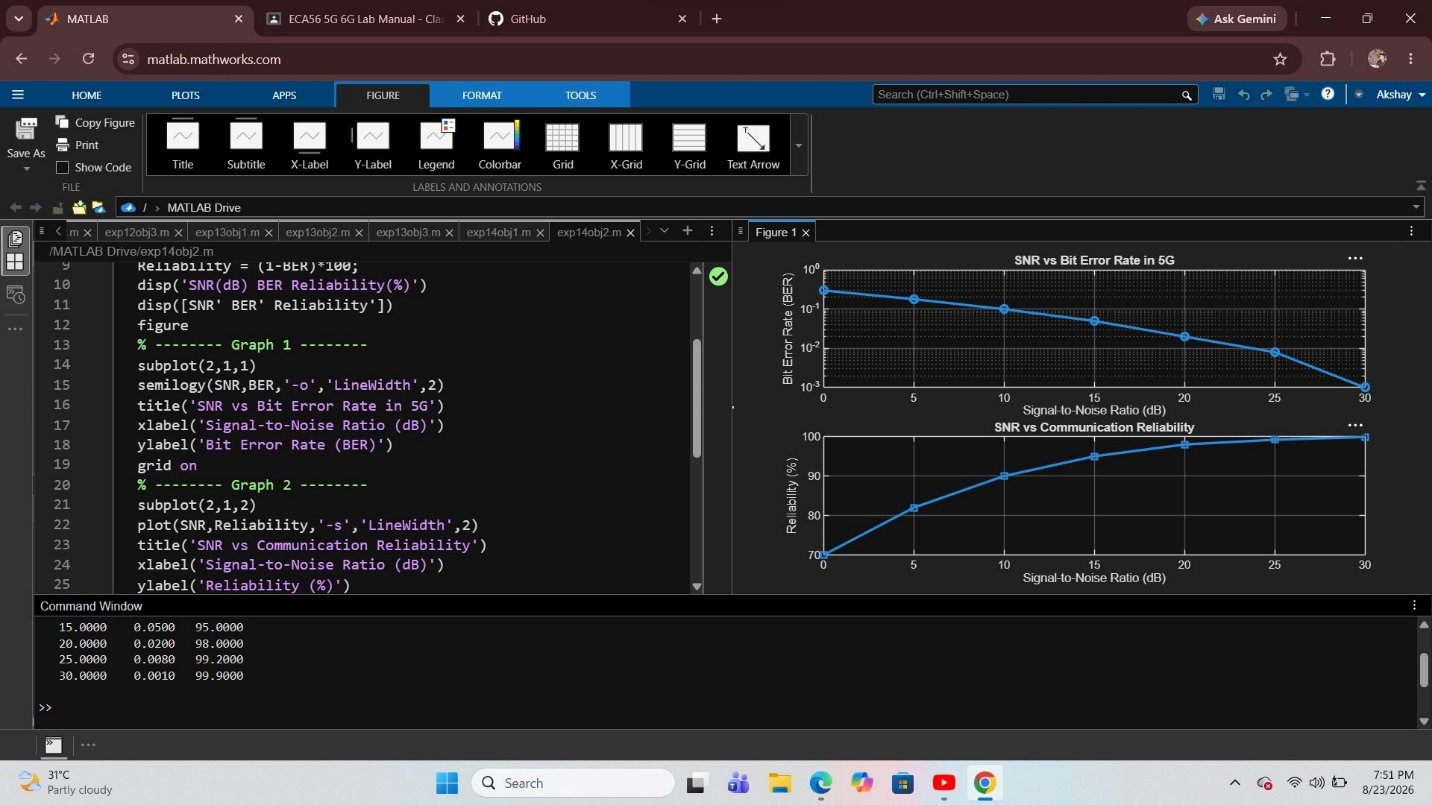 MATLAB
ECA56 5G 6G Lab Manual - Cla
GitHub
Ask Gemini
matlab.mathworks.com
HOME
PLOTS
APPS
FIGURE
FORMAT
TOOLS
Search (Ctrl+Shift+Space)
Akshay
Save As
Copy Figure
Print
Show Code
FILE
Title
Subtitle
X-Label
Y-Label
Legend
Colorbar
Grid
X-Grid
Y-Grid
Text Arrow
LABELS AND ANNOTATIONS
/ › MATLAB Drive
.m
exp12obj3.m
exp13obj1.m
exp13obj2.m
exp13obj3.m
exp14obj1.m
exp14obj2.m
/MATLAB Drive/exp14obj2.m
9 Reliability = (1-BER)*100;
10 disp('SNR(dB) BER Reliability(%)')
11 disp([SNR' BER' Reliability'])
12 figure
13 % -------- Graph 1 --------
14 subplot(2,1,1)
15 semilogy(SNR,BER,'-o','LineWidth',2)
16 title('SNR vs Bit Error Rate in 5G')
17 xlabel('Signal-to-Noise Ratio (dB)')
18 ylabel('Bit Error Rate (BER)')
19 grid on
20 % -------- Graph 2 --------
21 subplot(2,1,2)
22 plot(SNR,Reliability,'-s','LineWidth',2)
23 title('SNR vs Communication Reliability')
24 xlabel('Signal-to-Noise Ratio (dB)')
25 ylabel('Reliability (%)')
Figure 1
SNR vs Bit Error Rate in 5G
Bit Error Rate (BER)
10⁰
10⁻¹
10⁻²
10⁻³
0 5 10 15 20 25 30
Signal-to-Noise Ratio (dB)
SNR vs Communication Reliability
Reliability (%)
100
90
80
70
0 5 10 15 20 25 30
Signal-to-Noise Ratio (dB)
Command Window
15.0000 0.0500 95.0000
20.0000 0.0200 98.0000
25.0000 0.0080 99.2000
30.0000 0.0010 99.9000
>>
31°C
Partly cloudy
Search
7:51 PM
8/23/2026